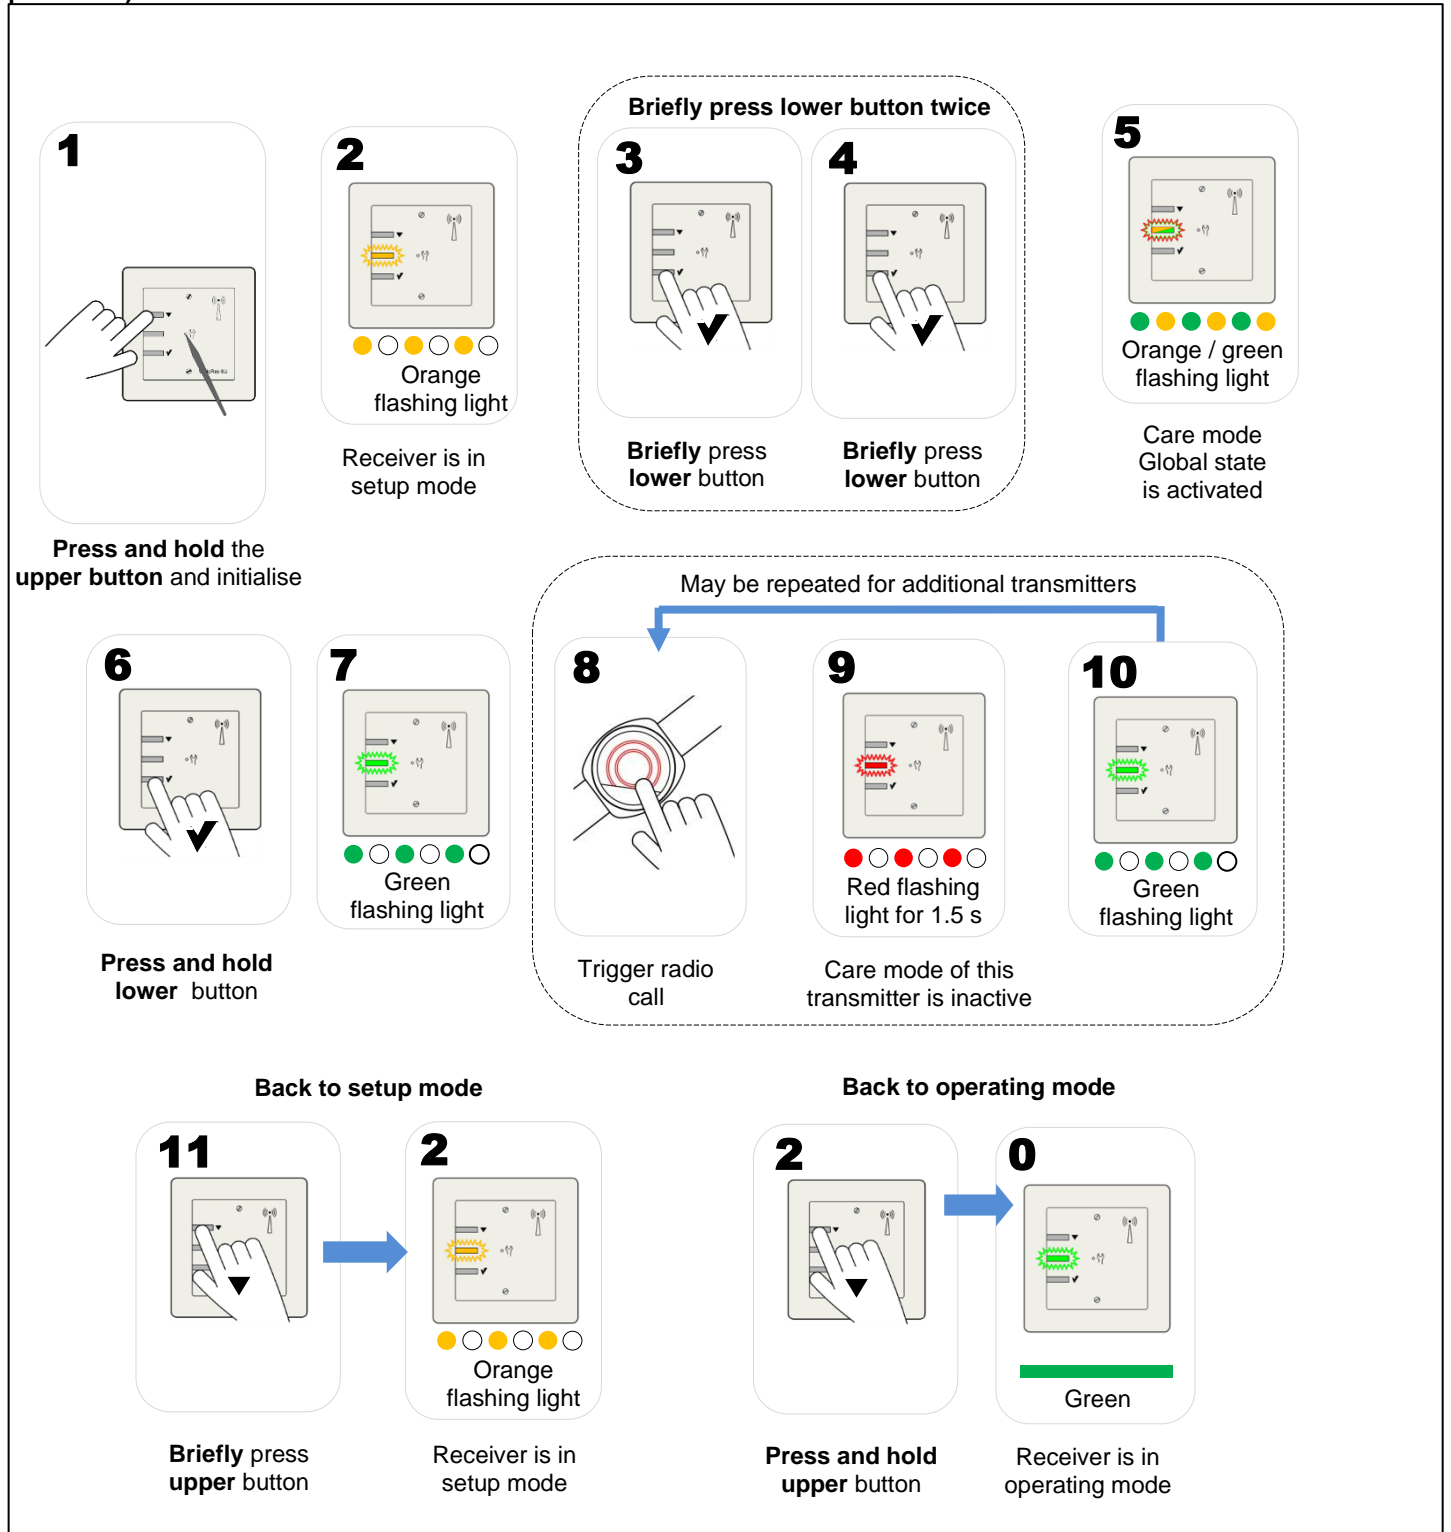 Briefly press lower button twice
1
2
3
4
5
Orange
flashing light
Orange / green
flashing light
Receiver is in
setup mode
Briefly press
lower button
Briefly press
lower button
Care mode
Global state
is activated
Press and hold the
upper button and initialise
May be repeated for additional transmitters
6
7
8
9
10
Green
flashing light
Red flashing
light for 1.5 s
Green
flashing light
Press and hold
lower button
Trigger radio
call
Care mode of this
transmitter is inactive
Back to setup mode
Back to operating mode
11
2
2
0
Orange
flashing light
Green
Briefly press
upper button
Receiver is in
setup mode
Press and hold
upper button
Receiver is in
operating mode